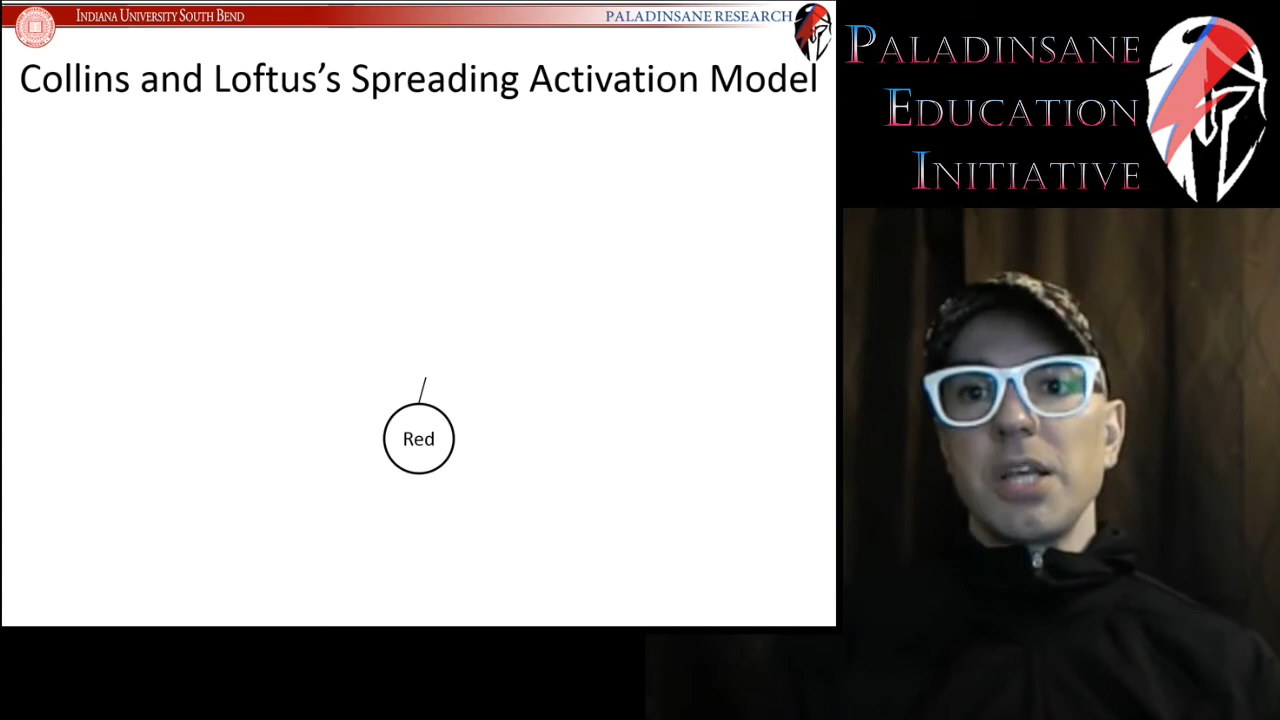 INDIANA UNIVERSITY SOUTH BEND
PALADINSANE RESEARCH
Collins and Loftus’s Spreading Activation Model
Red
PALADINSANE
EDUCATION
INITIATIVE